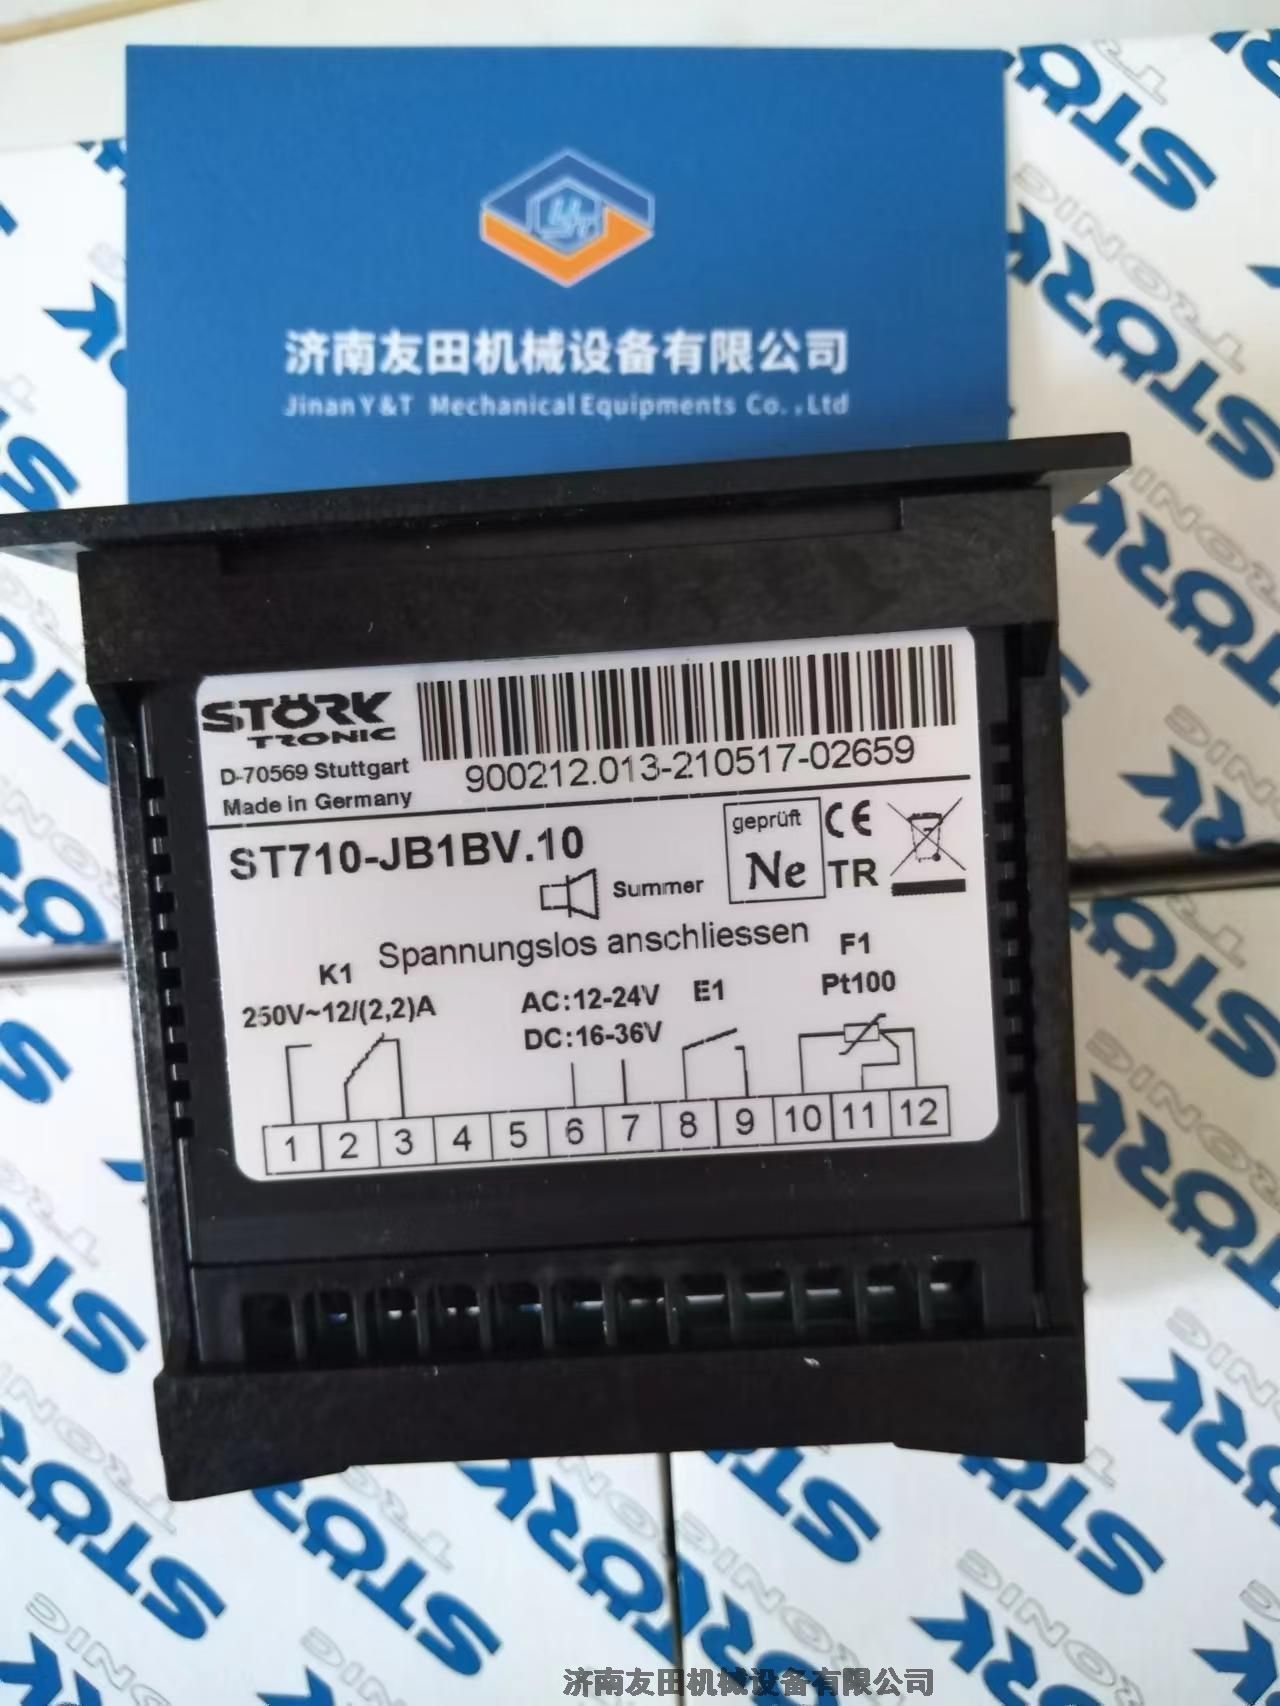 济南友田机械设备有限公司
Jinan Y&T Mechanical Equipments Co.,Ltd
STÖRK
TRONIC
D-70569 Stuttgart
Made in Germany
900212.013-210517-02659
ST710-JB1BV.10
Summer
geprüft
Ne
CE
TR
Spannungslos anschliessen
K1
250V~12/(2,2)A
AC:12-24V
DC:16-36V
E1
F1
Pt100
1 2 3 4 5 6 7 8 9 10 11 12
STÖRK
TRONIC
济南友田机械设备有限公司